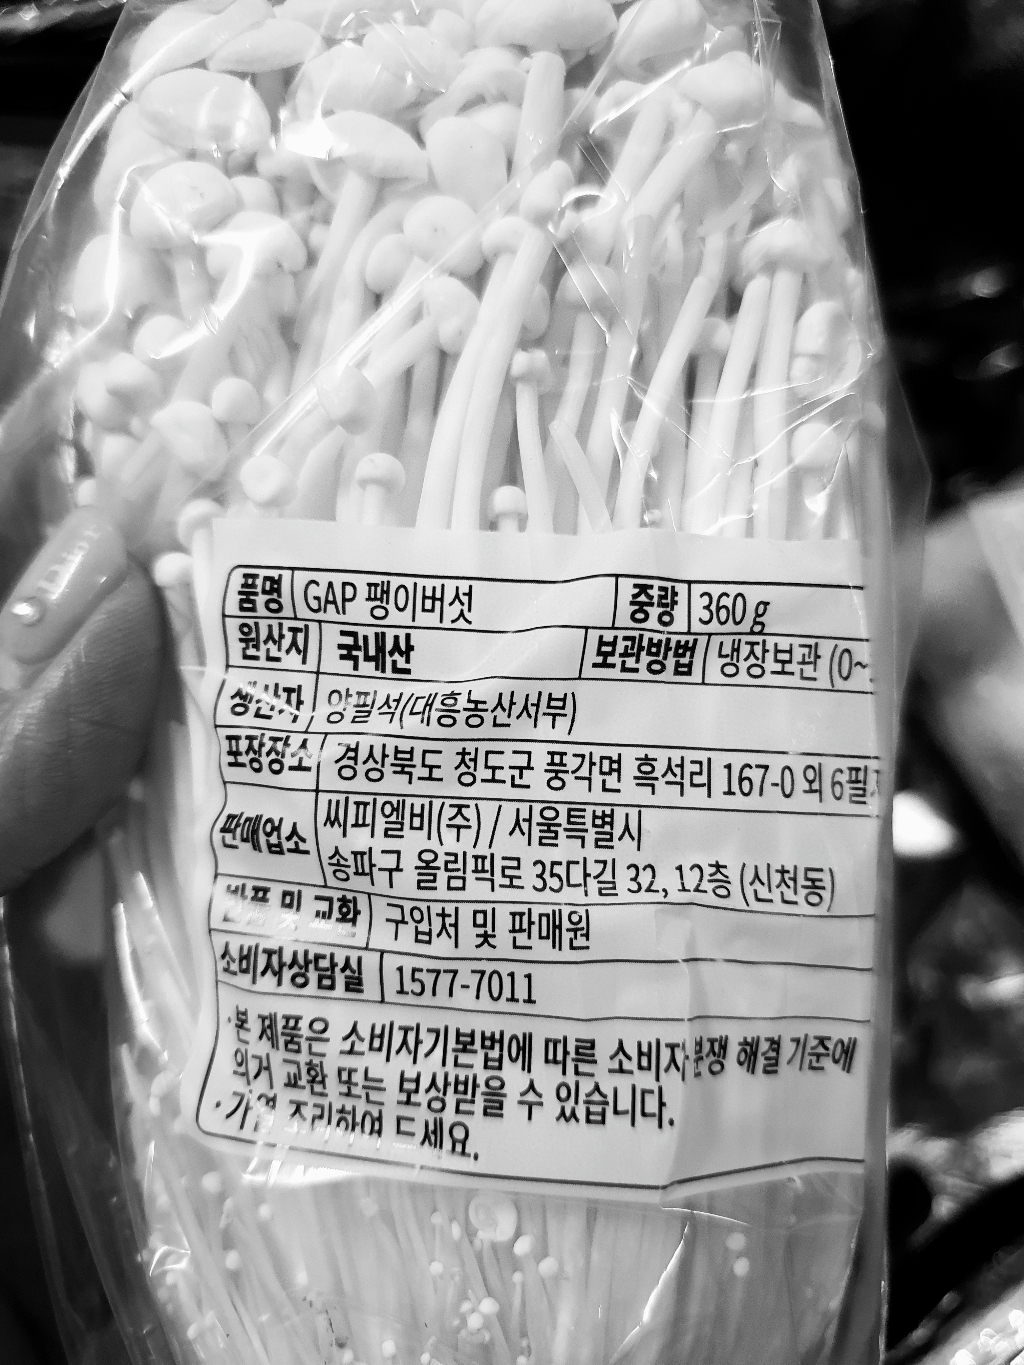 품명 GAP 팽이버섯 중량 360 g
원산지 국내산 보관방법 냉장보관 (0~
생산자 양필석(대흥농산서부)
포장장소 경상북도 청도군 풍각면 흑석리 167-0 외 6필지
판매업소 씨피엘비(주) / 서울특별시
송파구 올림픽로 35다길 32, 12층 (신천동)
반품 및 교환 구입처 및 판매원
소비자상담실 1577-7011
·본 제품은 소비자기본법에 따른 소비자분쟁 해결 기준에
의거 교환 또는 보상받을 수 있습니다.
·가열 조리하여 드세요.